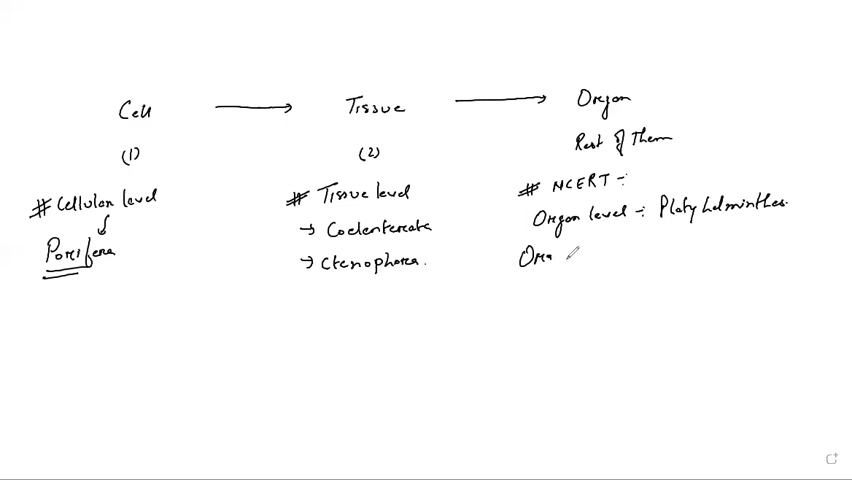 Cell → Tissue → Organ
(1) (2) Rest of Them
# Cellular level # Tissue level # NCERT :-
Porifera → Coelenterata Organ level :- Platyhelminthes.
→ Ctenophora. Orga